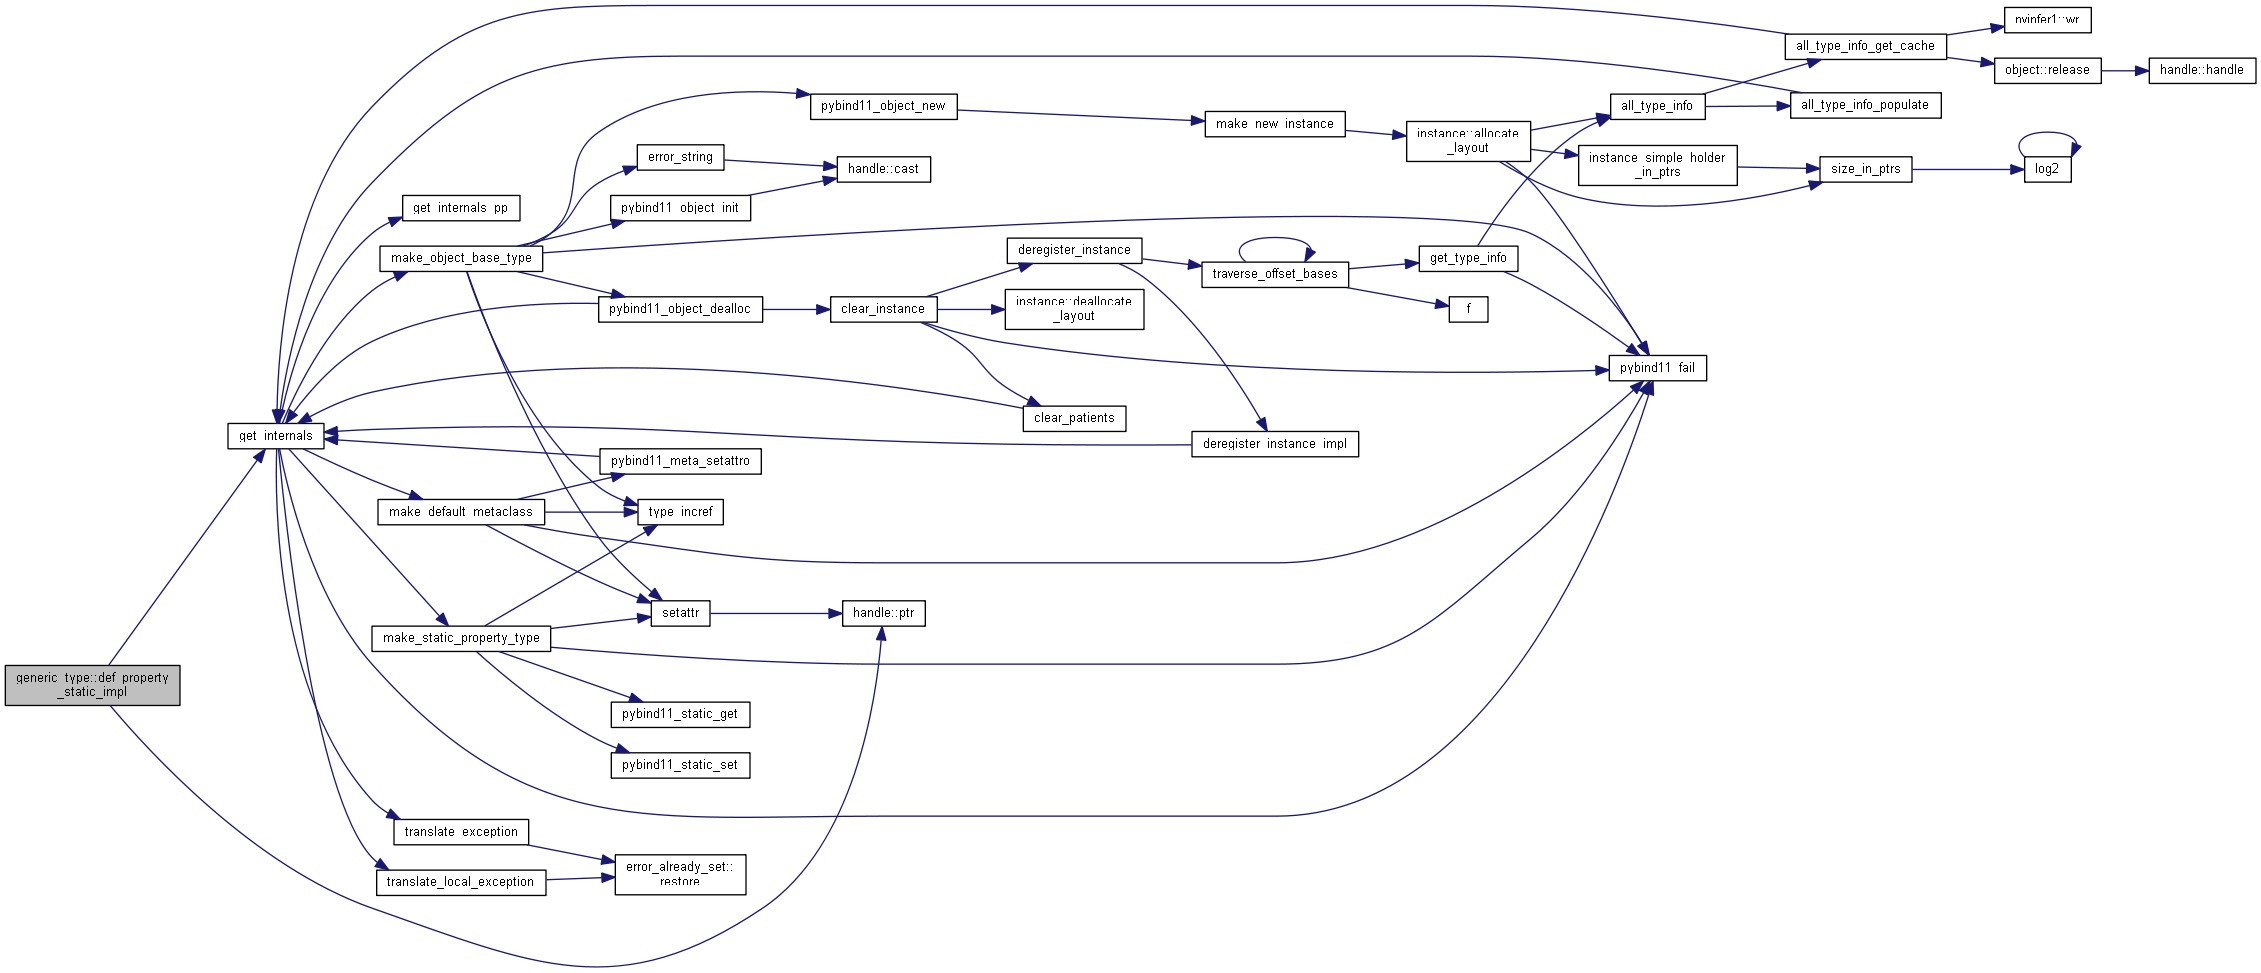 nvinfer1::wr
all_type_info_get_cache
object::release
handle::handle
pybind11_object_new
all_type_info
all_type_info_populate
make_new_instance
instance::allocate
_layout
error_string
instance_simple_holder
_in_ptrs
handle::cast
size_in_ptrs
log2
get_internals_pp
pybind11_object_init
make_object_base_type
deregister_instance
traverse_offset_bases
get_type_info
pybind11_object_dealloc
clear_instance
instance::deallocate
_layout
f
pybind11_fail
clear_patients
get_internals
deregister_instance_impl
pybind11_meta_setattro
make_default_metaclass
type_incref
setattr
handle::ptr
make_static_property_type
generic_type::def_property
_static_impl
pybind11_static_get
pybind11_static_set
translate_exception
error_already_set::
restore
translate_local_exception